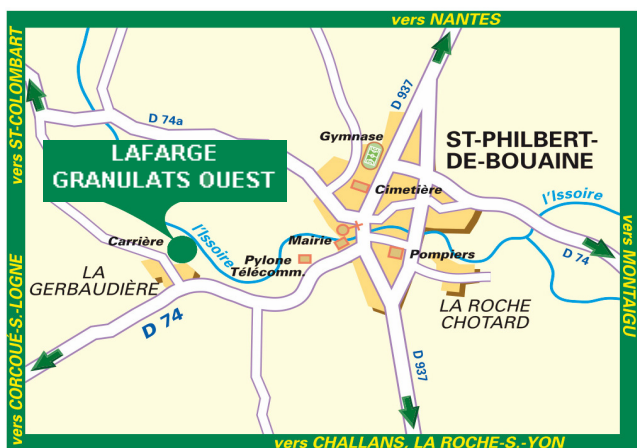 vers NANTES
vers ST-COLOMBART
D 937
D 74a
Gymnase
ST-PHILBERT-
DE-BOUAINE
LAFARGE
GRANULATS OUEST
Cimetière
l'Issoire
l'Issoire
Carrière
Mairie
Pylone
Télécomm.
Pompiers
D 74
vers MONTAIGU
LA
GERBAUDIÈRE
LA ROCHE
CHOTARD
D 74
D 937
vers CORCOUÉ-S.-LOGNE
vers CHALLANS, LA ROCHE-S.-YON